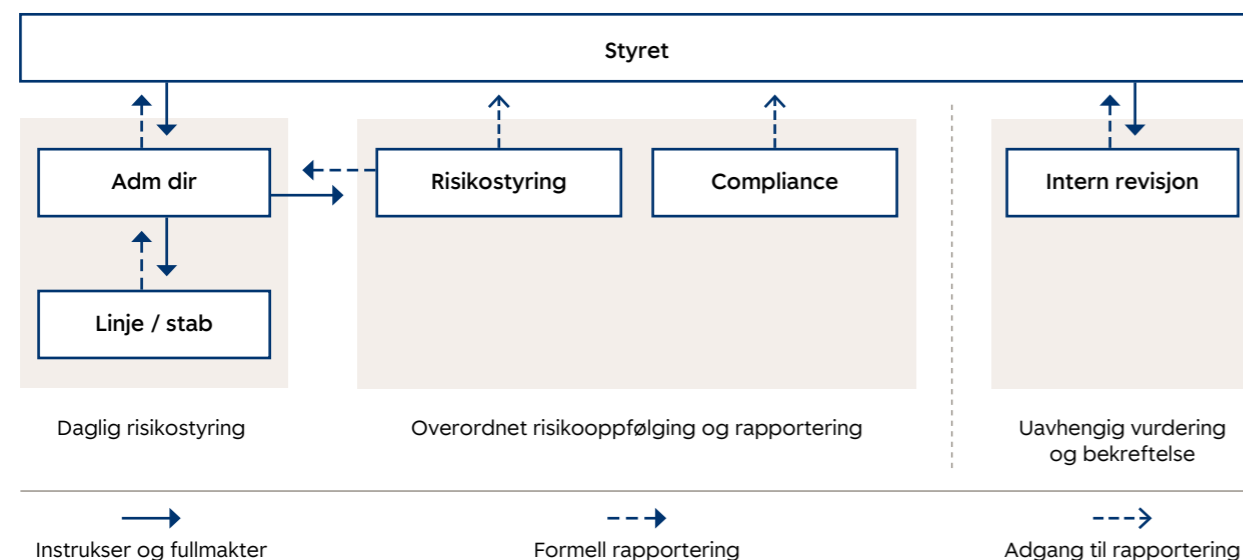 Styret
Adm dir
Risikostyring
Compliance
Intern revisjon
Linje / stab
Daglig risikostyring
Overordnet risikooppfølging og rapportering
Uavhengig vurdering
og bekreftelse
Instrukser og fullmakter
Formell rapportering
Adgang til rapportering